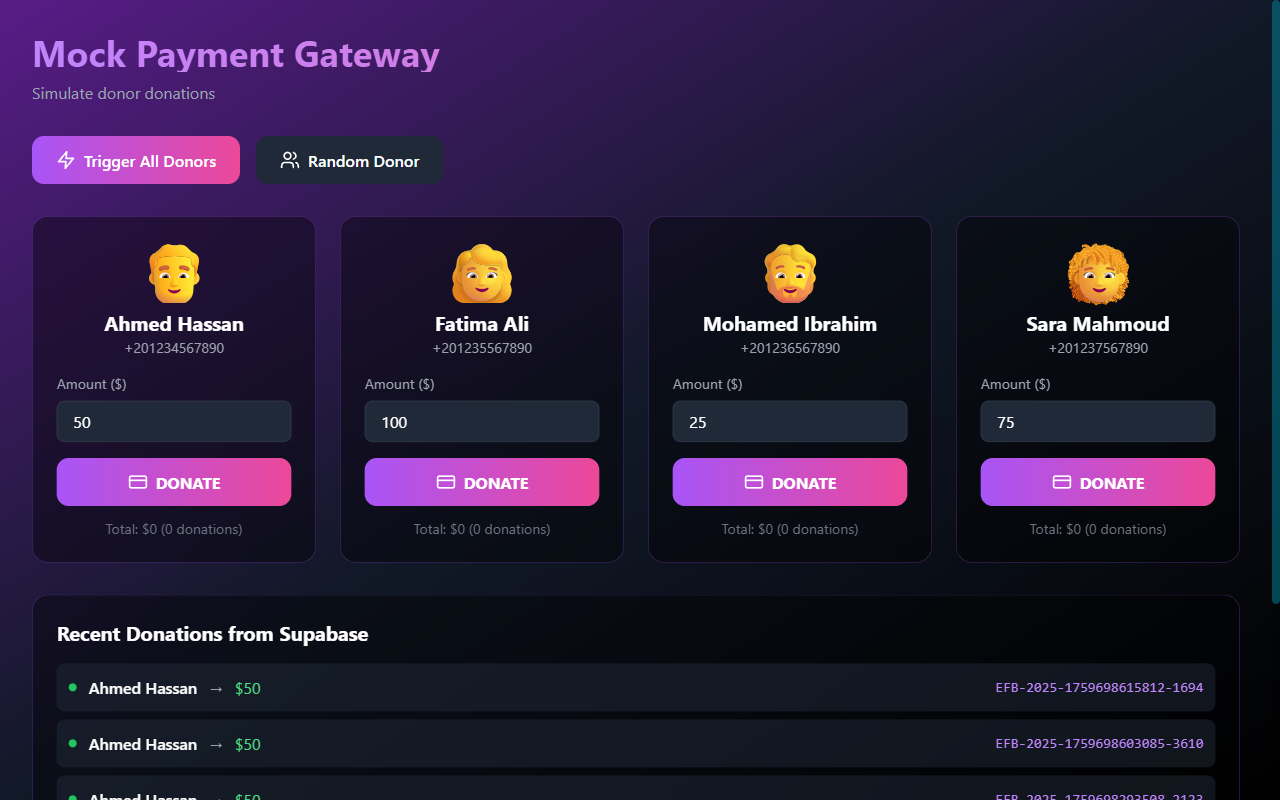 Mock Payment Gateway
Simulate donor donations
Trigger All Donors
Random Donor
Ahmed Hassan
+201234567890
Amount ($)
50
DONATE
Total: $0 (0 donations)
Fatima Ali
+201235567890
Amount ($)
100
DONATE
Total: $0 (0 donations)
Mohamed Ibrahim
+201236567890
Amount ($)
25
DONATE
Total: $0 (0 donations)
Sara Mahmoud
+201237567890
Amount ($)
75
DONATE
Total: $0 (0 donations)
Recent Donations from Supabase
Ahmed Hassan → $50 EFB-2025-1759698615812-1694
Ahmed Hassan → $50 EFB-2025-1759698603085-3610
Ahmed Hassan → $50 EFB-2025-1759698293508-2123